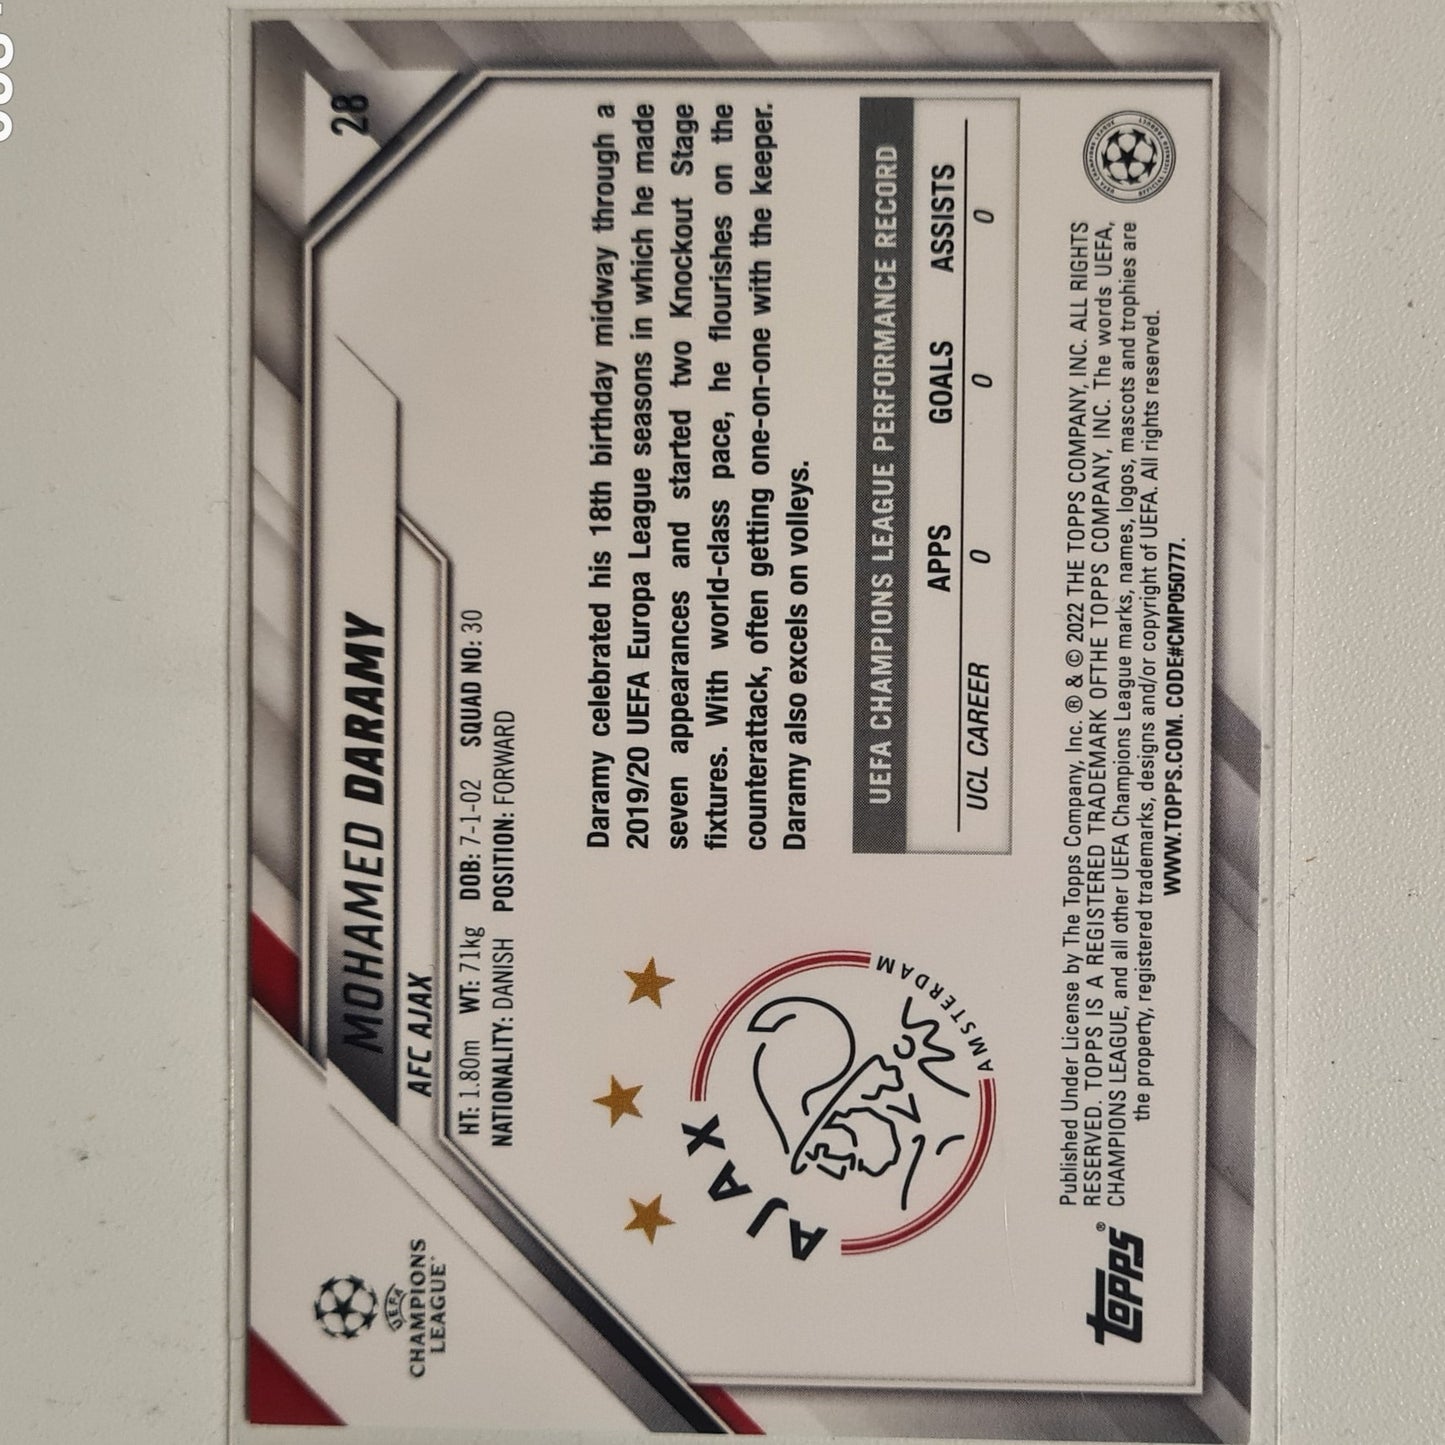 28
UEFA
CHAMPIONS
LEAGUE
MOHAMED DARAMY
AFC AJAX
HT: 1.80m WT: 71kg DOB: 7-1-02 SQUAD NO: 30
NATIONALITY: DANISH POSITION: FORWARD
Daramy celebrated his 18th birthday midway through a
2019/20 UEFA Europa League seasons in which he made
seven appearances and started two Knockout Stage
fixtures. With world-class pace, he flourishes on the
counterattack, often getting one-on-one with the keeper.
Daramy also excels on volleys.
AJAX
AMSTERDAM
UEFA CHAMPIONS LEAGUE PERFORMANCE RECORD
APPS GOALS ASSISTS
UCL CAREER 0 0 0
topps®
Published Under License by The Topps Company, Inc. ® & © 2022 THE TOPPS COMPANY, INC. ALL RIGHTS
RESERVED. TOPPS IS A REGISTERED TRADEMARK OFTHE TOPPS COMPANY, INC. The words UEFA,
CHAMPIONS LEAGUE, and all other UEFA Champions League marks, names, logos, mascots and trophies are
the property, registered trademarks, designs and/or copyright of UEFA. All rights reserved.
WWW.TOPPS.COM. CODE#CMP050777.